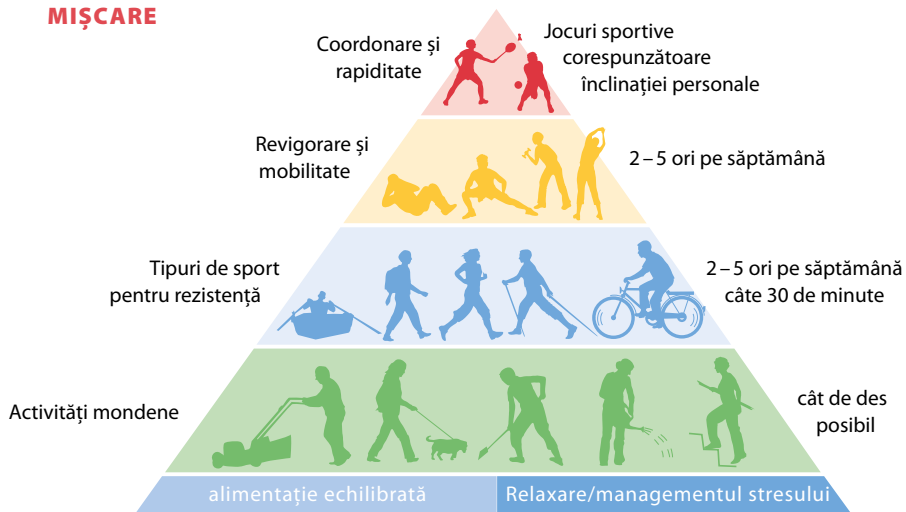 MIȘCARE
Coordonare și
rapiditate
Jocuri sportive
corespunzătoare
înclinației personale
Revigorare și
mobilitate
2–5 ori pe săptămână
Tipuri de sport
pentru rezistență
2–5 ori pe săptămână
câte 30 de minute
Activități mondene
cât de des
posibil
alimentație echilibrată
Relaxare/managementul stresului